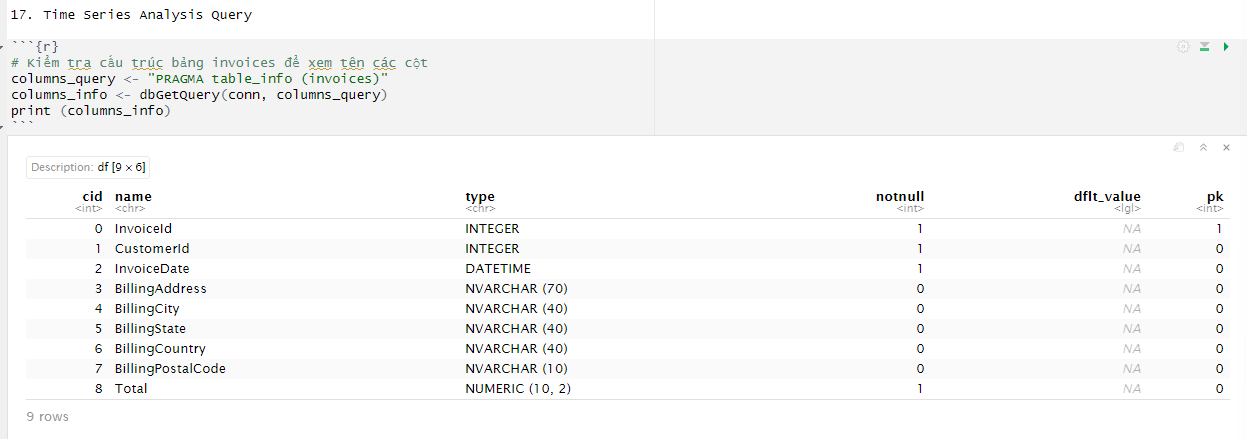 17. Time Series Analysis Query
```{r}
# Kiểm tra cấu trúc bảng invoices để xem tên các cột
columns_query <- "PRAGMA table_info (invoices)"
columns_info <- dbGetQuery(conn, columns_query)
print (columns_info)
```
Description: df [9 × 6]
cid name type notnull dflt_value pk
<int> <chr> <chr> <int> <lgl> <int>
0 InvoiceId INTEGER 1 NA 1
1 CustomerId INTEGER 1 NA 0
2 InvoiceDate DATETIME 1 NA 0
3 BillingAddress NVARCHAR (70) 0 NA 0
4 BillingCity NVARCHAR (40) 0 NA 0
5 BillingState NVARCHAR (40) 0 NA 0
6 BillingCountry NVARCHAR (40) 0 NA 0
7 BillingPostalCode NVARCHAR (10) 0 NA 0
8 Total NUMERIC (10, 2) 1 NA 0
9 rows